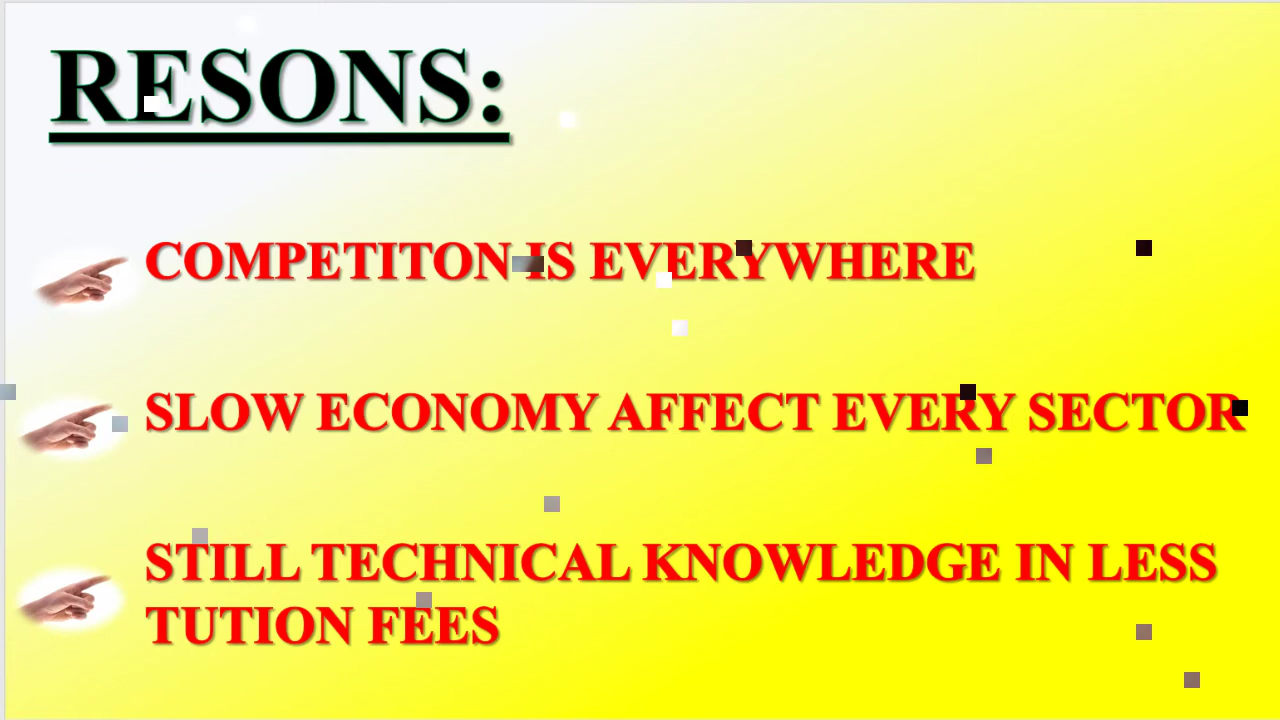 RESONS:
COMPETITON IS EVERYWHERE
SLOW ECONOMY AFFECT EVERY SECTOR
STILL TECHNICAL KNOWLEDGE IN LESS
TUTION FEES